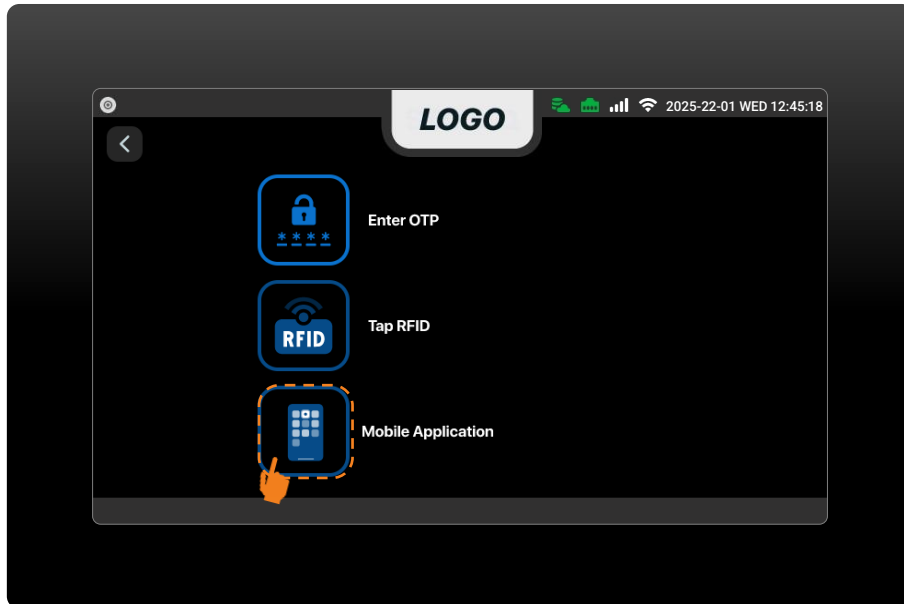 LOGO
2025-22-01 WED 12:45:18
* * * *
Enter OTP
RFID
Tap RFID
Mobile Application